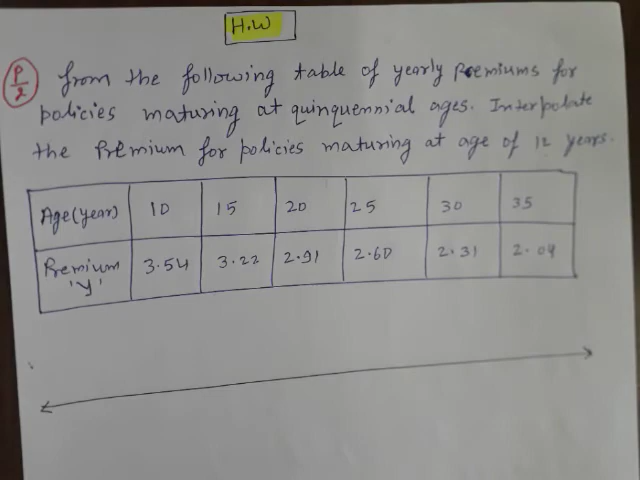 H.W
P/2
from the following table of yearly Premiums for
policies maturing at quinquennial ages. Interpolate
the Premium for policies maturing at age of 12 years.
Age(year) 10 15 20 25 30 35
Premium 'y' 3.54 3.22 2.91 2.60 2.31 2.04